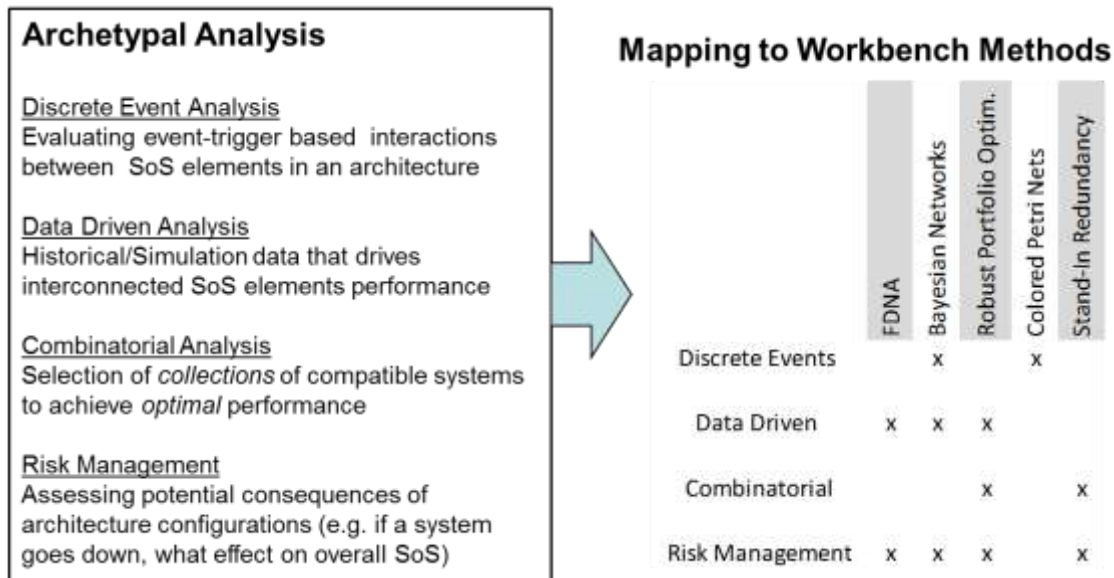 Archetypal Analysis
Discrete Event Analysis
Evaluating event-trigger based interactions
between SoS elements in an architecture
Data Driven Analysis
Historical/Simulation data that drives
interconnected SoS elements performance
Combinatorial Analysis
Selection of collections of compatible systems
to achieve optimal performance
Risk Management
Assessing potential consequences of
architecture configurations (e.g. if a system
goes down, what effect on overall SoS)
Mapping to Workbench Methods
FDNA
Bayesian Networks
Robust Portfolio Optim.
Colored Petri Nets
Stand-In Redundancy
Discrete Events x x
Data Driven x x x
Combinatorial x x
Risk Management x x x x